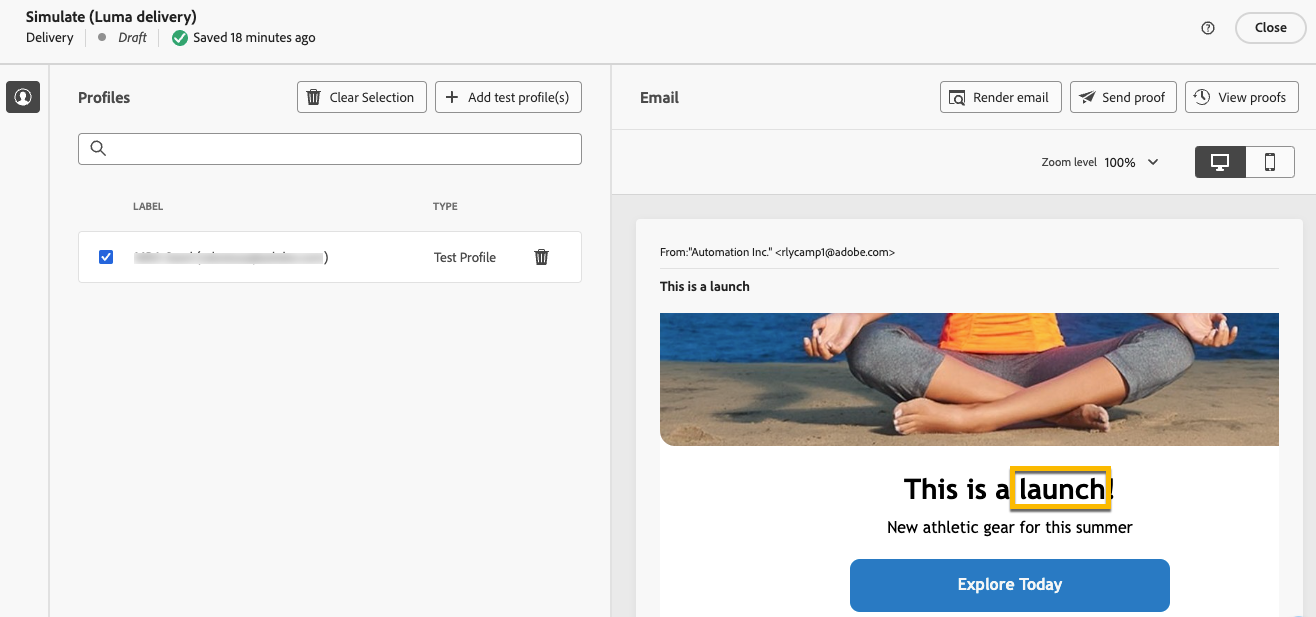 Simulate (Luma delivery)
Delivery Draft Saved 18 minutes ago
Close
Profiles
Clear Selection
Add test profile(s)
LABEL TYPE
Test Profile
Email
Render email
Send proof
View proofs
Zoom level 100%
From:"Automation Inc." <rlycamp1@adobe.com>
This is a launch
This is a launch!
New athletic gear for this summer
Explore Today